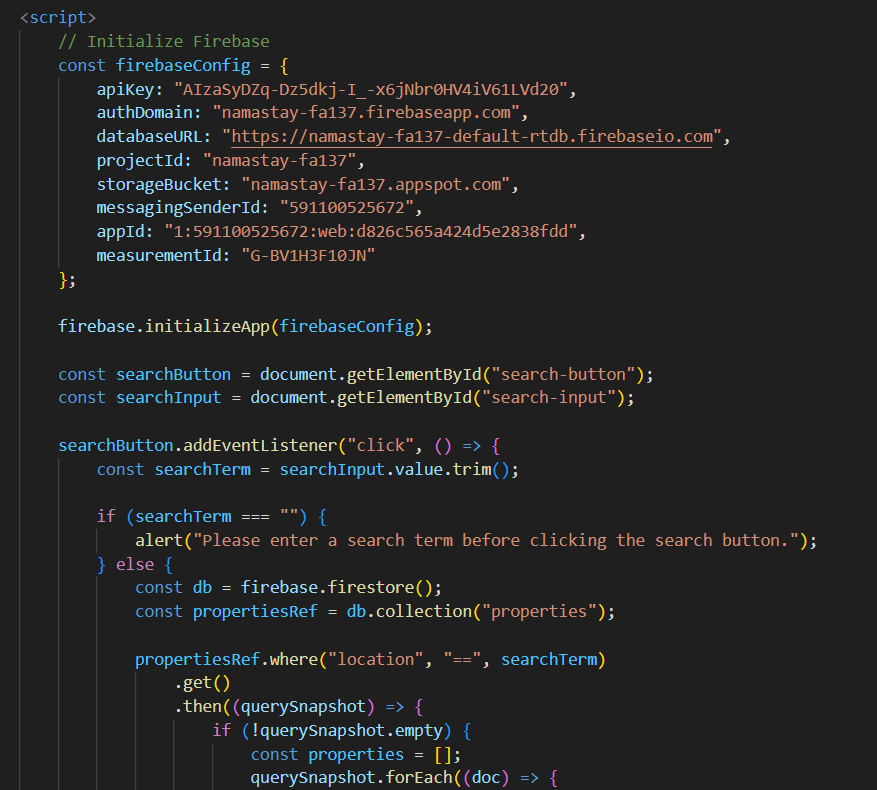 <script>
// Initialize Firebase
const firebaseConfig = {
apiKey: "AIzaSyDZq-Dz5dkj-I_-x6jNbr0HV4iV61LVd20",
authDomain: "namastay-fa137.firebaseapp.com",
databaseURL: "https://namastay-fa137-default-rtdb.firebaseio.com",
projectId: "namastay-fa137",
storageBucket: "namastay-fa137.appspot.com",
messagingSenderId: "591100525672",
appId: "1:591100525672:web:d826c565a424d5e2838fdd",
measurementId: "G-BV1H3F10JN"
};
firebase.initializeApp(firebaseConfig);
const searchButton = document.getElementById("search-button");
const searchInput = document.getElementById("search-input");
searchButton.addEventListener("click", () => {
const searchTerm = searchInput.value.trim();
if (searchTerm === "") {
alert("Please enter a search term before clicking the search button.");
} else {
const db = firebase.firestore();
const propertiesRef = db.collection("properties");
propertiesRef.where("location", "==", searchTerm)
.get()
.then((querySnapshot) => {
if (!querySnapshot.empty) {
const properties = [];
querySnapshot.forEach((doc) => {